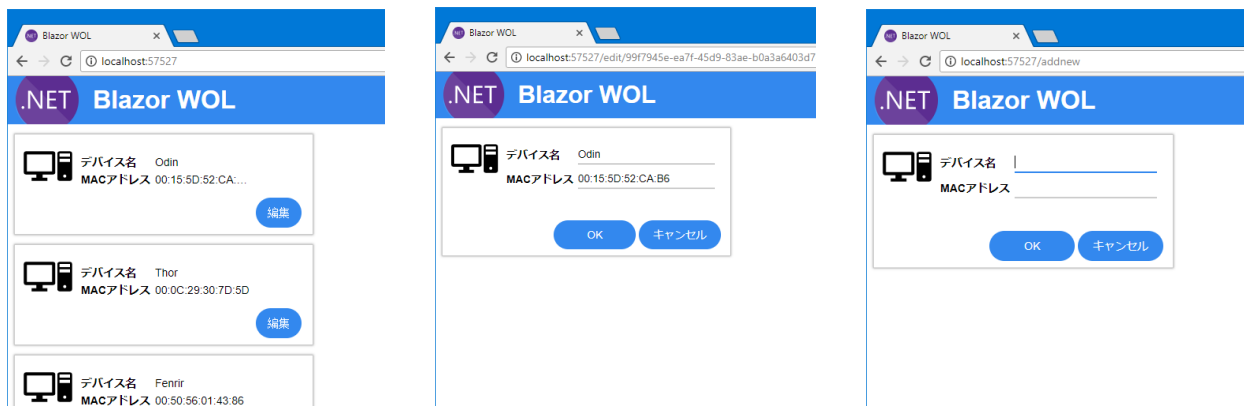 Blazor WOL
localhost:57527
.NET Blazor WOL
デバイス名 Odin
MACアドレス 00:15:5D:52:CA:...
編集
デバイス名 Thor
MACアドレス 00:0C:29:30:7D:5D
編集
デバイス名 Fenrir
MACアドレス 00:50:56:01:43:86
Blazor WOL
localhost:57527/edit/99f7945e-ea7f-45d9-83ae-b0a3a6403d7
.NET Blazor WOL
デバイス名 Odin
MACアドレス 00:15:5D:52:CA:B6
OK キャンセル
Blazor WOL
localhost:57527/addnew
.NET Blazor WOL
デバイス名
MACアドレス
OK キャンセル